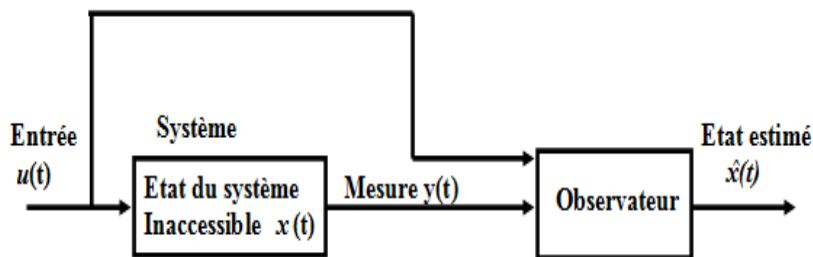 Entrée
u(t)
Système
Etat du système
Inaccessible x (t)
Mesure y(t)
Observateur
Etat estimé
x̂(t)